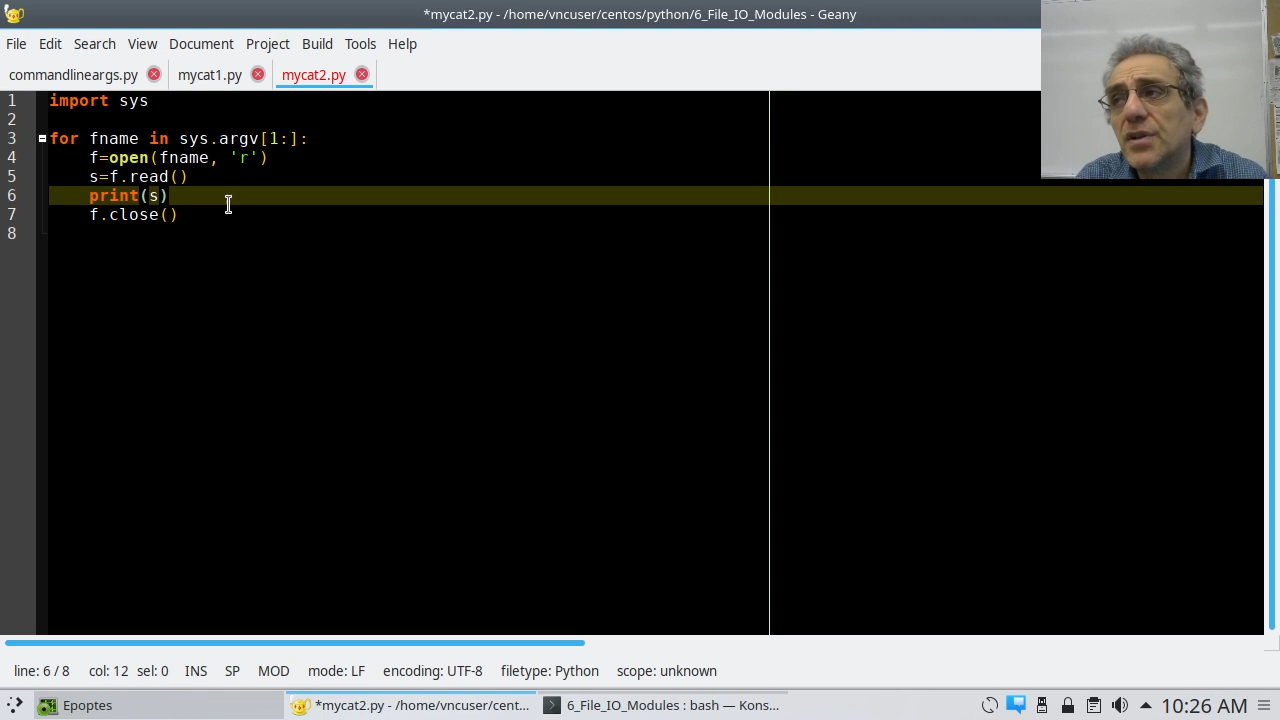 *mycat2.py - /home/vncuser/centos/python/6_File_IO_Modules - Geany
File Edit Search View Document Project Build Tools Help
commandlineargs.py mycat1.py mycat2.py
1 import sys
2
3 for fname in sys.argv[1:]:
4 f=open(fname, 'r')
5 s=f.read()
6 print(s)
7 f.close()
8
line: 6 / 8 col: 12 sel: 0 INS SP MOD mode: LF encoding: UTF-8 filetype: Python scope: unknown
Epoptes *mycat2.py - /home/vncuser/cent... 6_File_IO_Modules : bash — Kons... 10:26 AM